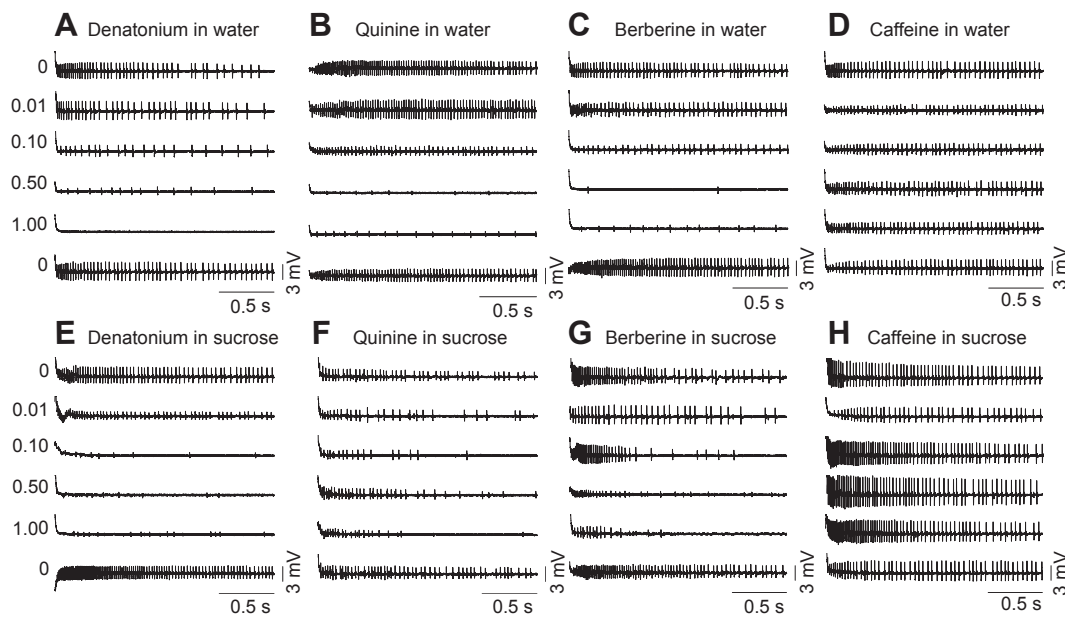 A Denatonium in water
B Quinine in water
C Berberine in water
D Caffeine in water
0
0.01
0.10
0.50
1.00
0
3 mV
3 mV
3 mV
3 mV
0.5 s
0.5 s
0.5 s
0.5 s
E Denatonium in sucrose
F Quinine in sucrose
G Berberine in sucrose
H Caffeine in sucrose
0
0.01
0.10
0.50
1.00
0
3 mV
3 mV
3 mV
3 mV
0.5 s
0.5 s
0.5 s
0.5 s